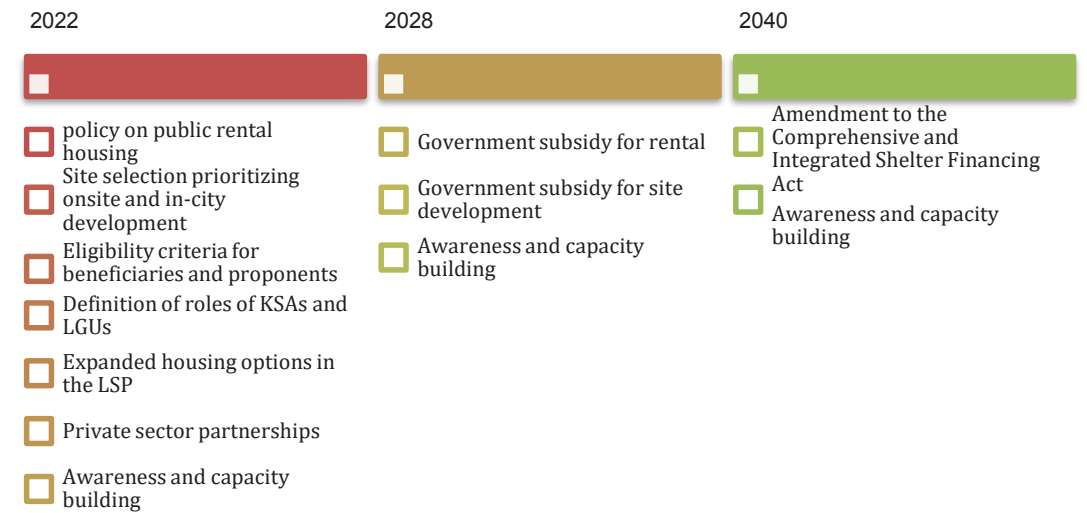 2022
policy on public rental
housing
Site selection prioritizing
onsite and in-city
development
Eligibility criteria for
beneficiaries and proponents
Definition of roles of KSAs and
LGUs
Expanded housing options in
the LSP
Private sector partnerships
Awareness and capacity
building
2028
Government subsidy for rental
Government subsidy for site
development
Awareness and capacity
building
2040
Amendment to the
Comprehensive and
Integrated Shelter Financing
Act
Awareness and capacity
building